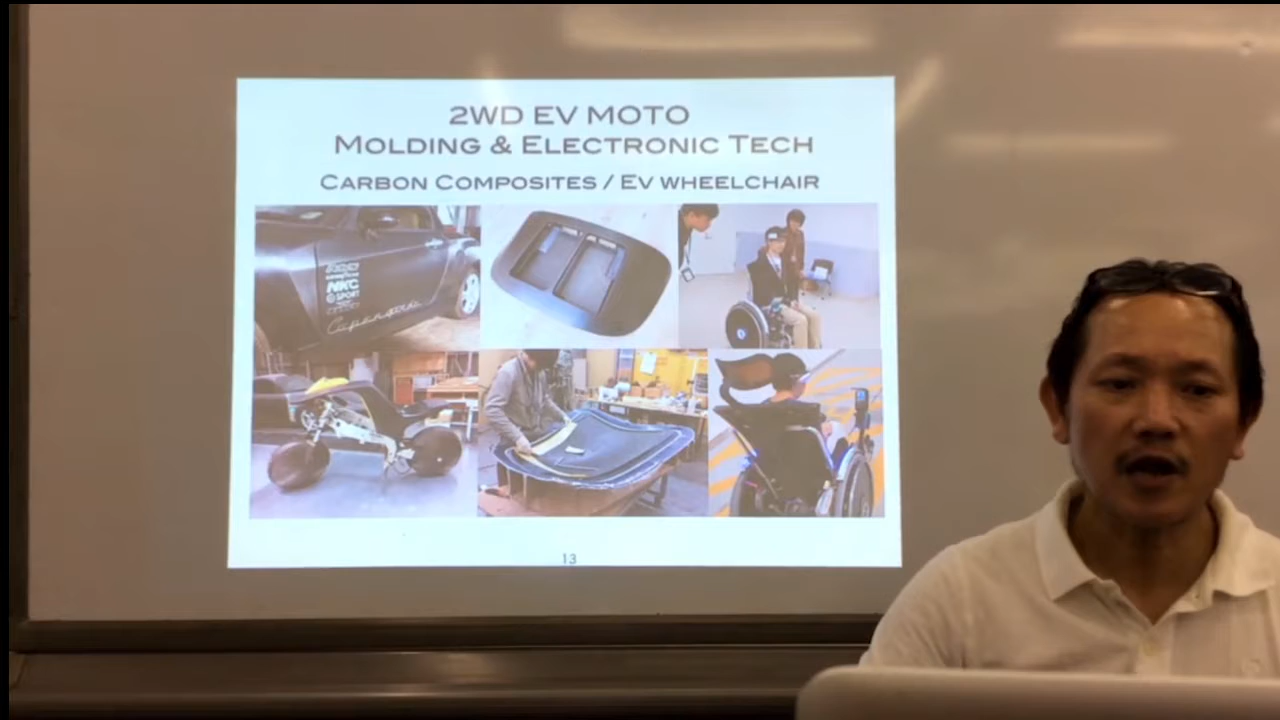 2WD EV MOTO
MOLDING & ELECTRONIC TECH
CARBON COMPOSITES / EV WHEELCHAIR
NKC
SPORT
13